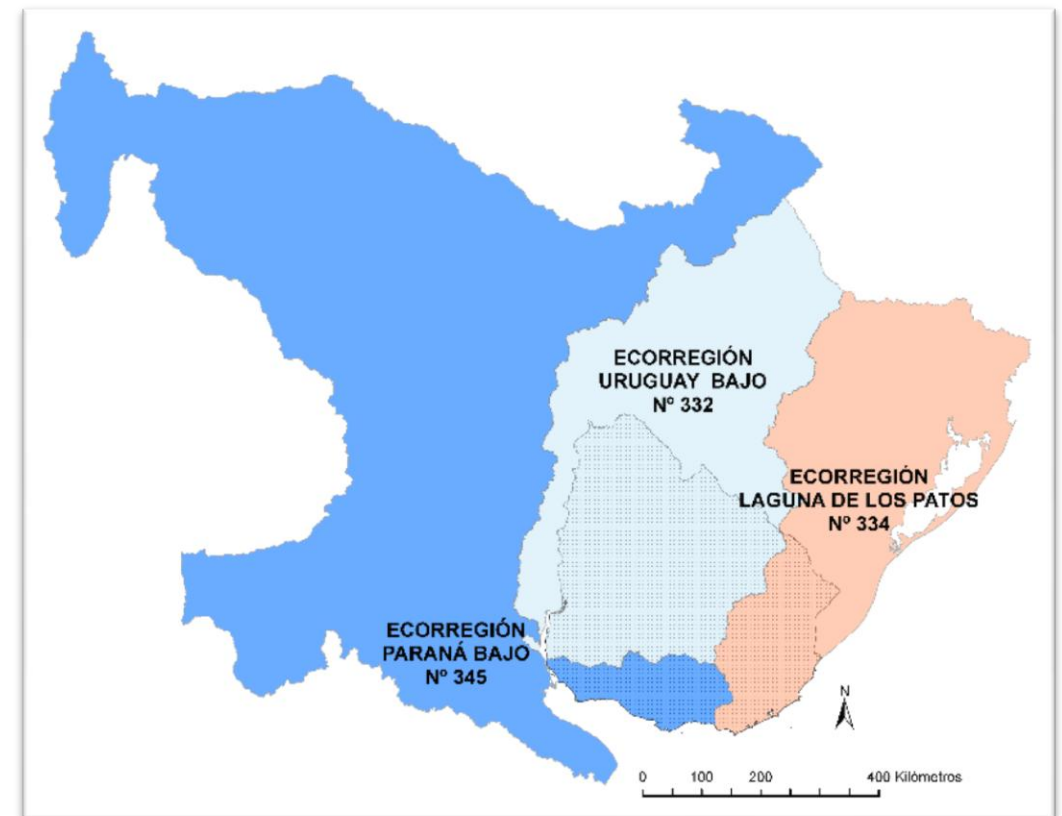 ECORREGIÓN
URUGUAY BAJO
Nº 332
ECORREGIÓN
LAGUNA DE LOS PATOS
Nº 334
ECORREGIÓN
PARANÁ BAJO
Nº 345
N
0 100 200 400 Kilómetros